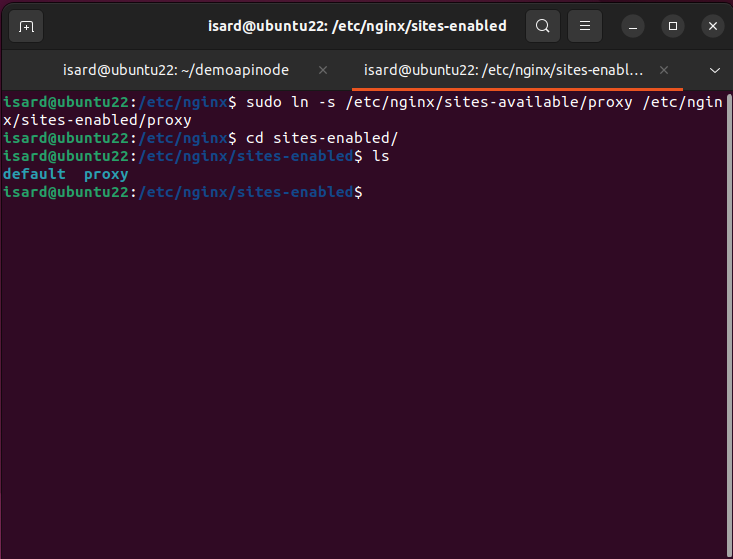 isard@ubuntu22: /etc/nginx/sites-enabled
isard@ubuntu22: ~/demoapinode
isard@ubuntu22: /etc/nginx/sites-enabl…
isard@ubuntu22:/etc/nginx$ sudo ln -s /etc/nginx/sites-available/proxy /etc/ngin
x/sites-enabled/proxy
isard@ubuntu22:/etc/nginx$ cd sites-enabled/
isard@ubuntu22:/etc/nginx/sites-enabled$ ls
default  proxy
isard@ubuntu22:/etc/nginx/sites-enabled$